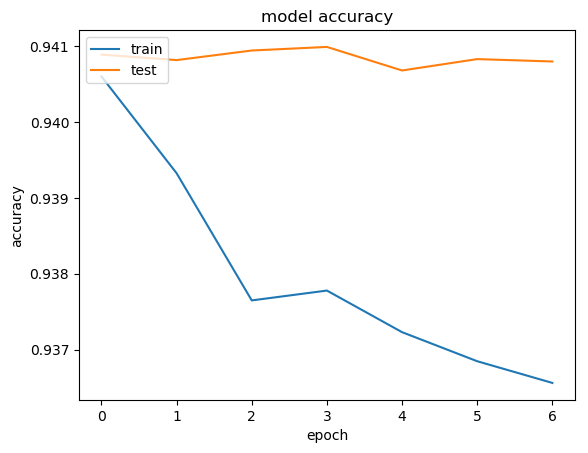 model accuracy
train
test
0.941
0.940
0.939
0.938
0.937
accuracy
0 1 2 3 4 5 6
epoch